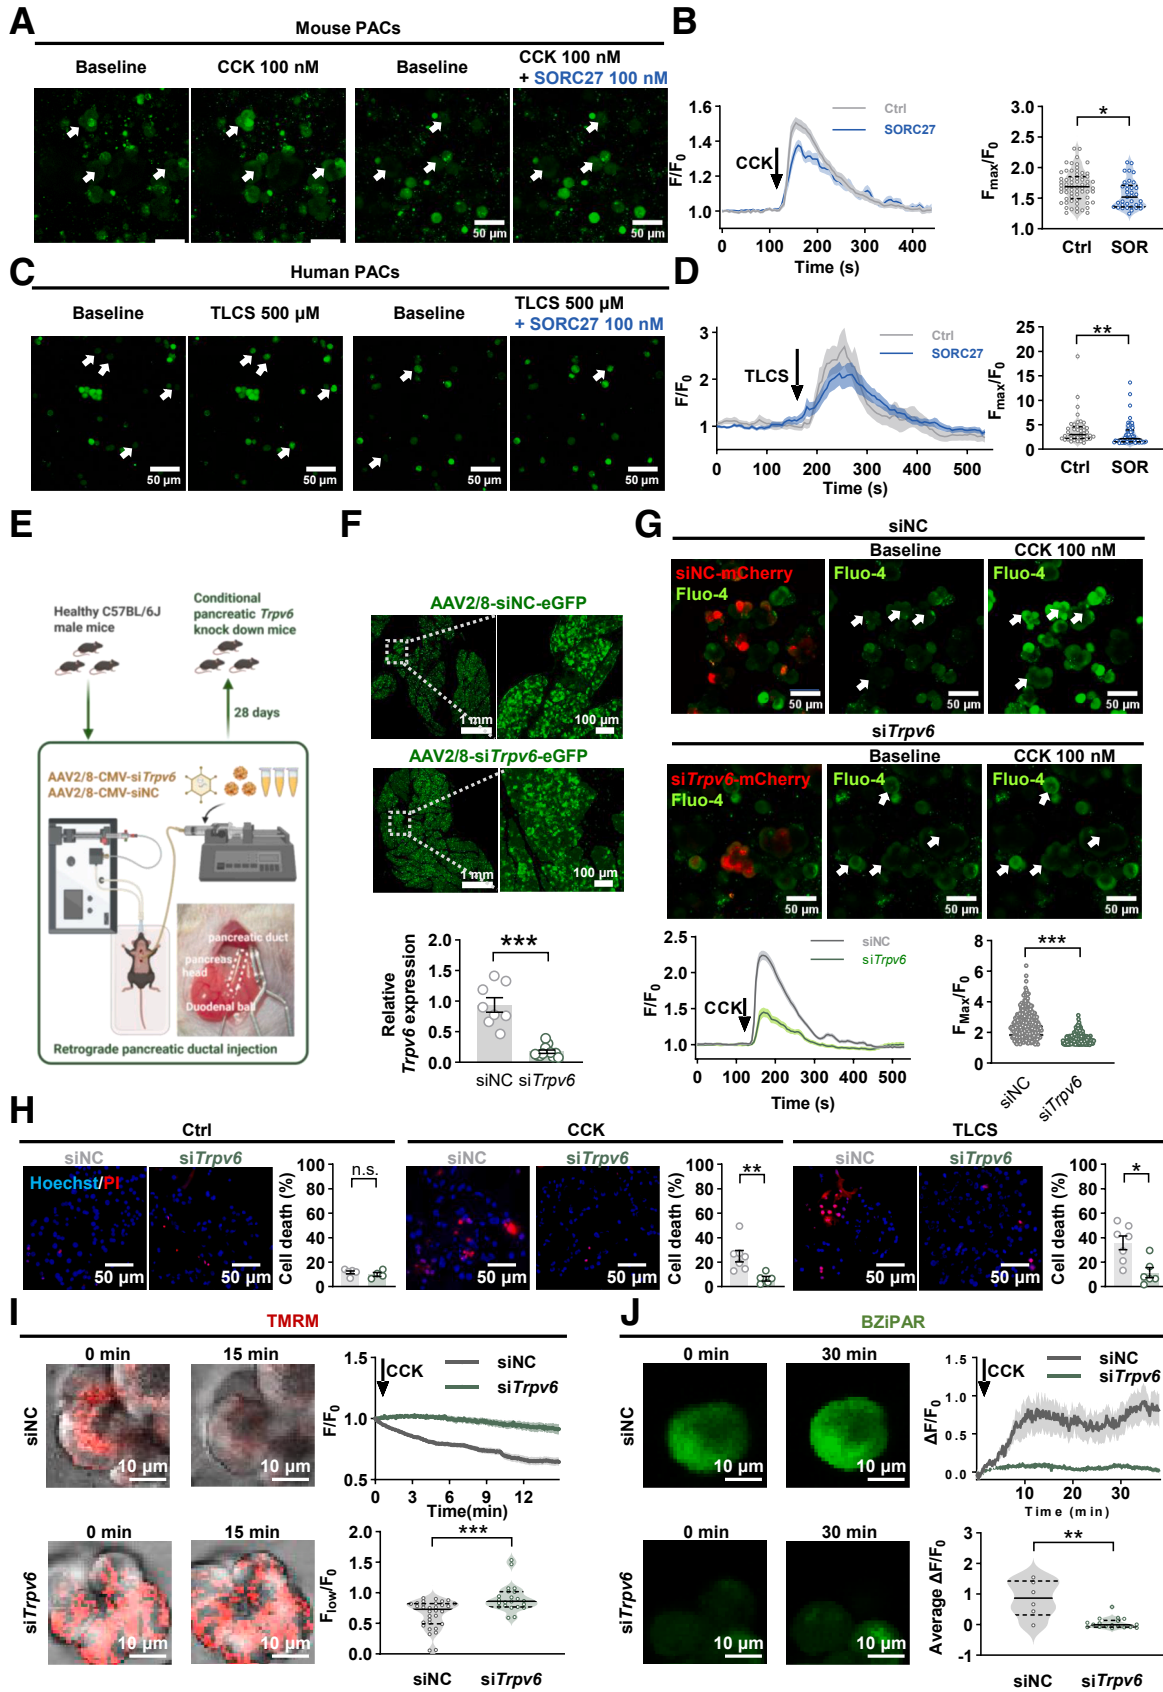 A
Mouse PACs
Baseline
CCK 100 nM
Baseline
CCK 100 nM
+ SORC27 100 nM
50 µm
50 µm
B
1.6
1.4
1.2
1.0
F/F0
CCK
Ctrl
SORC27
0 100 200 300 400
Time (s)
3.0
2.5
2.0
1.5
1.0
Fmax/F0
*
Ctrl SOR
C
Human PACs
Baseline
TLCS 500 µM
Baseline
TLCS 500 µM
+ SORC27 100 nM
50 µm
50 µm
50 µm
50 µm
D
3
2
1
F/F0
TLCS
Ctrl
SORC27
0 100 200 300 400 500
Time (s)
25
20
15
10
5
0
Fmax/F0
**
Ctrl SOR
E
Healthy C57BL/6J
male mice
Conditional
pancreatic Trpv6
knock down mice
28 days
AAV2/8-CMV-siTrpv6
AAV2/8-CMV-siNC
pancreatic duct
pancreas
head
Duodenal ball
Retrograde pancreatic ductal injection
F
AAV2/8-siNC-eGFP
1 mm
100 µm
AAV2/8-siTrpv6-eGFP
1 mm
100 µm
2.0
1.5
1.0
0.5
0.0
Relative
Trpv6 expression
***
siNC siTrpv6
G
siNC
Baseline
CCK 100 nM
siNC-mCherry
Fluo-4
Fluo-4
Fluo-4
50 µm
50 µm
50 µm
siTrpv6
Baseline
CCK 100 nM
siTrpv6-mCherry
Fluo-4
Fluo-4
Fluo-4
50 µm
50 µm
50 µm
2.5
2.0
1.5
1.0
F/F0
CCK
siNC
siTrpv6
0 100 200 300 400 500
Time (s)
8
6
4
2
0
FMax/F0
***
siNC
siTrpv6
H
Ctrl
siNC
siTrpv6
Hoechst/PI
50 µm
50 µm
100
80
60
40
20
0
Cell death (%)
n.s.
CCK
siNC
siTrpv6
50 µm
50 µm
100
80
60
40
20
0
Cell death (%)
**
TLCS
siNC
siTrpv6
50 µm
50 µm
100
80
60
40
20
0
Cell death (%)
*
I
TMRM
0 min
15 min
siNC
10 µm
10 µm
1.5
1.0
0.5
F/F0
CCK
siNC
siTrpv6
0 3 6 9 12
Time(min)
0 min
15 min
siTrpv6
10 µm
10 µm
2.0
1.5
1.0
0.5
0.0
Flow/F0
***
siNC siTrpv6
J
BZiPAR
0 min
30 min
siNC
10 µm
10 µm
1.5
1.0
0.5
0.0
ΔF/F0
CCK
siNC
siTrpv6
10 20 30
Time (min)
0 min
30 min
siTrpv6
10 µm
10 µm
3
2
1
0
-1
Average ΔF/F0
**
siNC siTrpv6